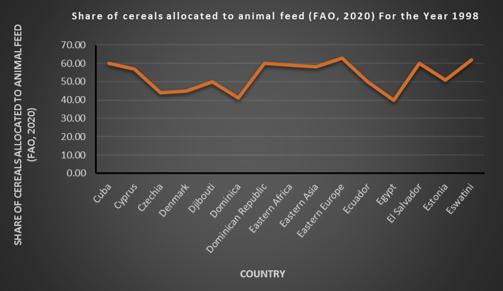 Share of cereals allocated to animal feed (FAO, 2020) For the Year 1998
SHARE OF CEREALS ALLOCATED TO ANIMAL FEED
(FAO, 2020)
70.00
60.00
50.00
40.00
30.00
20.00
10.00
0.00
Cuba
Cyprus
Czechia
Denmark
Djibouti
Dominica
Dominican Republic
Eastern Africa
Eastern Asia
Eastern Europe
Ecuador
Egypt
El Salvador
Estonia
Eswatini
COUNTRY